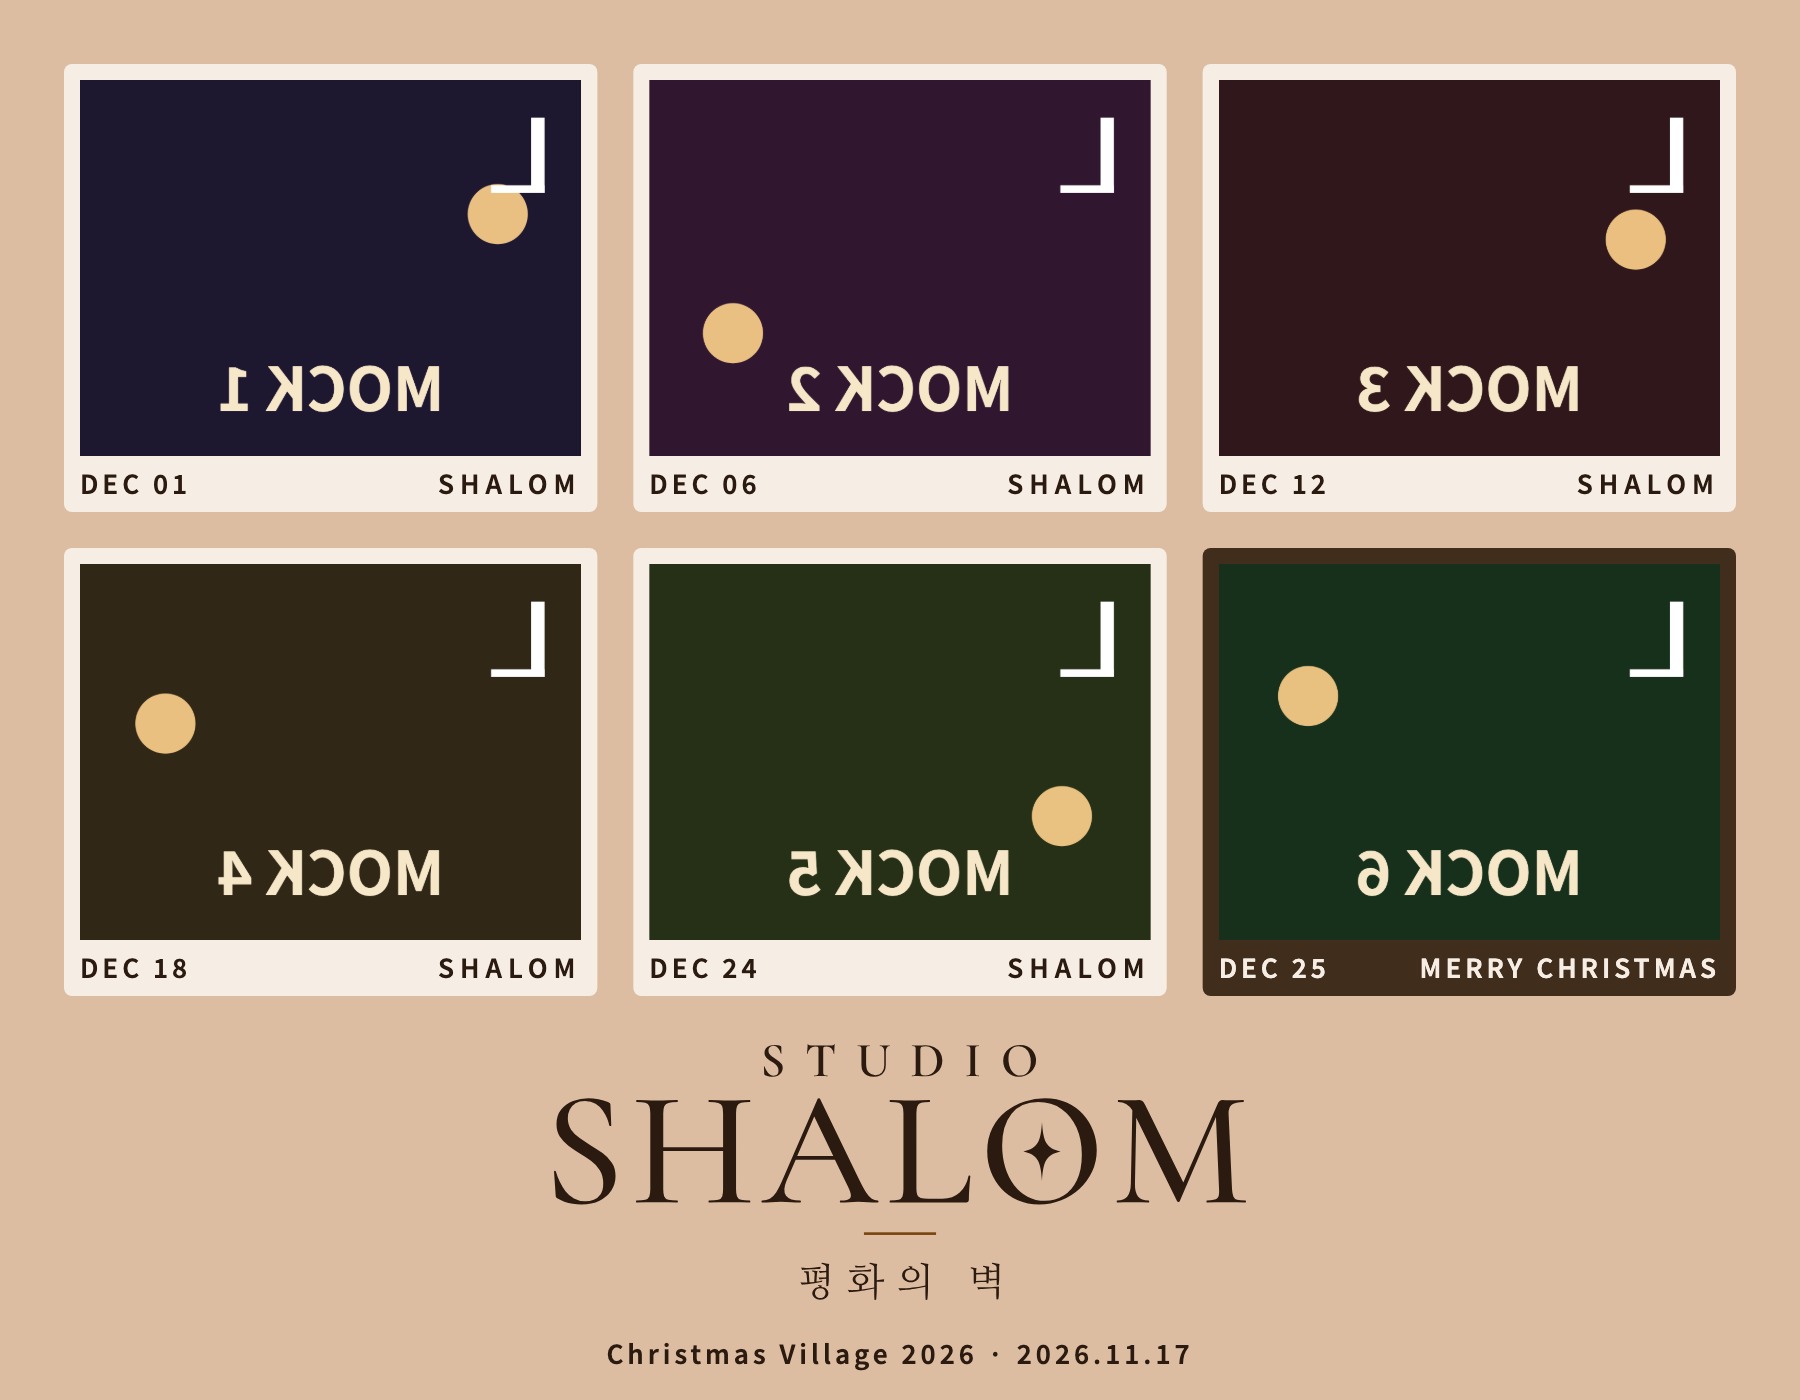 MOCK 1
MOCK 2
MOCK 3
DEC 01 SHALOM
DEC 06 SHALOM
DEC 12 SHALOM
MOCK 4
MOCK 5
MOCK 6
DEC 18 SHALOM
DEC 24 SHALOM
DEC 25 MERRY CHRISTMAS
STUDIO
SHALOM
평화의 벽
Christmas Village 2026 · 2026.11.17